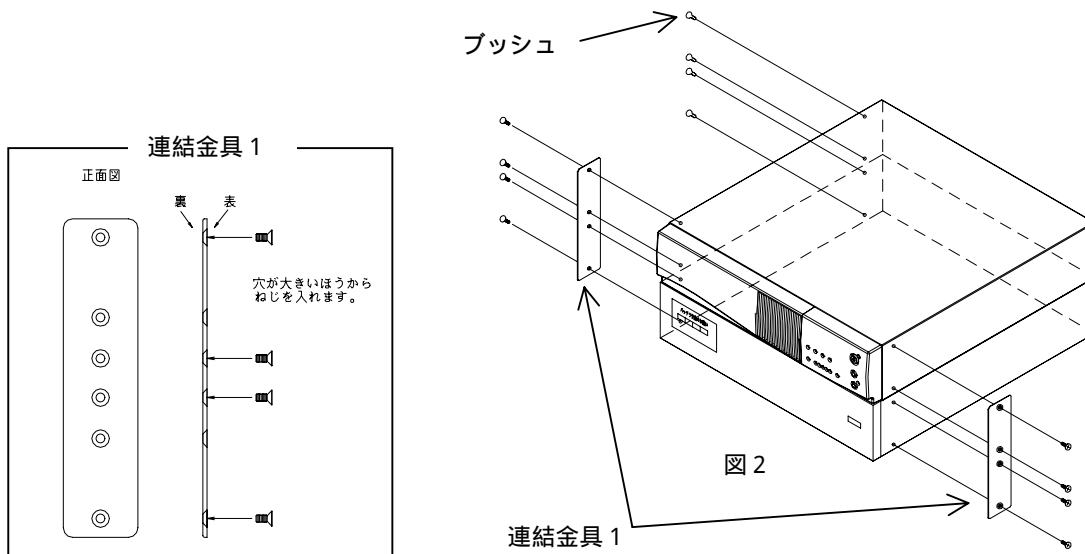 ブッシュ
連結金具 1
正面図
裏 表
穴が大きいほうから
ねじを入れます。
図 2
連結金具 1